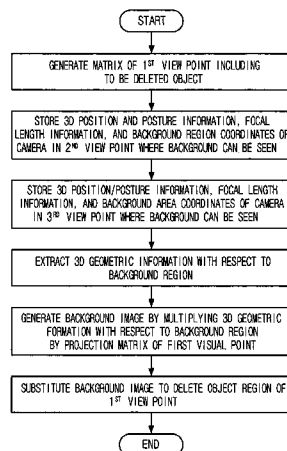 START
GENERATE MATRIX OF 1ST VIEW POINT INCLUDING
TO BE DELETED OBJECT
STORE 3D POSITION AND POSTURE INFORMATION, FOCAL
LENGTH INFORMATION, AND BACKGROUND REGION COORDINATES OF
CAMERA IN 2ND VIEW POINT WHERE BACKGROUND CAN BE SEEN
STORE 3D POSITION/POSTURE INFORMATION, FOCAL LENGTH
INFORMATION, AND BACKGROUND AREA COORDINATES OF CAMERA IN
3RD VIEW POINT WHERE BACKGROUND CAN BE SEEN
EXTRACT 3D GEOMETRIC INFORMATION WITH RESPECT TO
BACKGROUND REGION
GENERATE BACKGROUND IMAGE BY MULTIPLYING 3D GEOMETRIC
FORMATION WITH RESPECT TO BACKGROUND REGION
BY PROJECTION MATRIX OF FIRST VISUAL POINT
SUBSTITUTE BACKGROUND IMAGE TO DELETE OBJECT REGION OF
1ST VIEW POINT
END